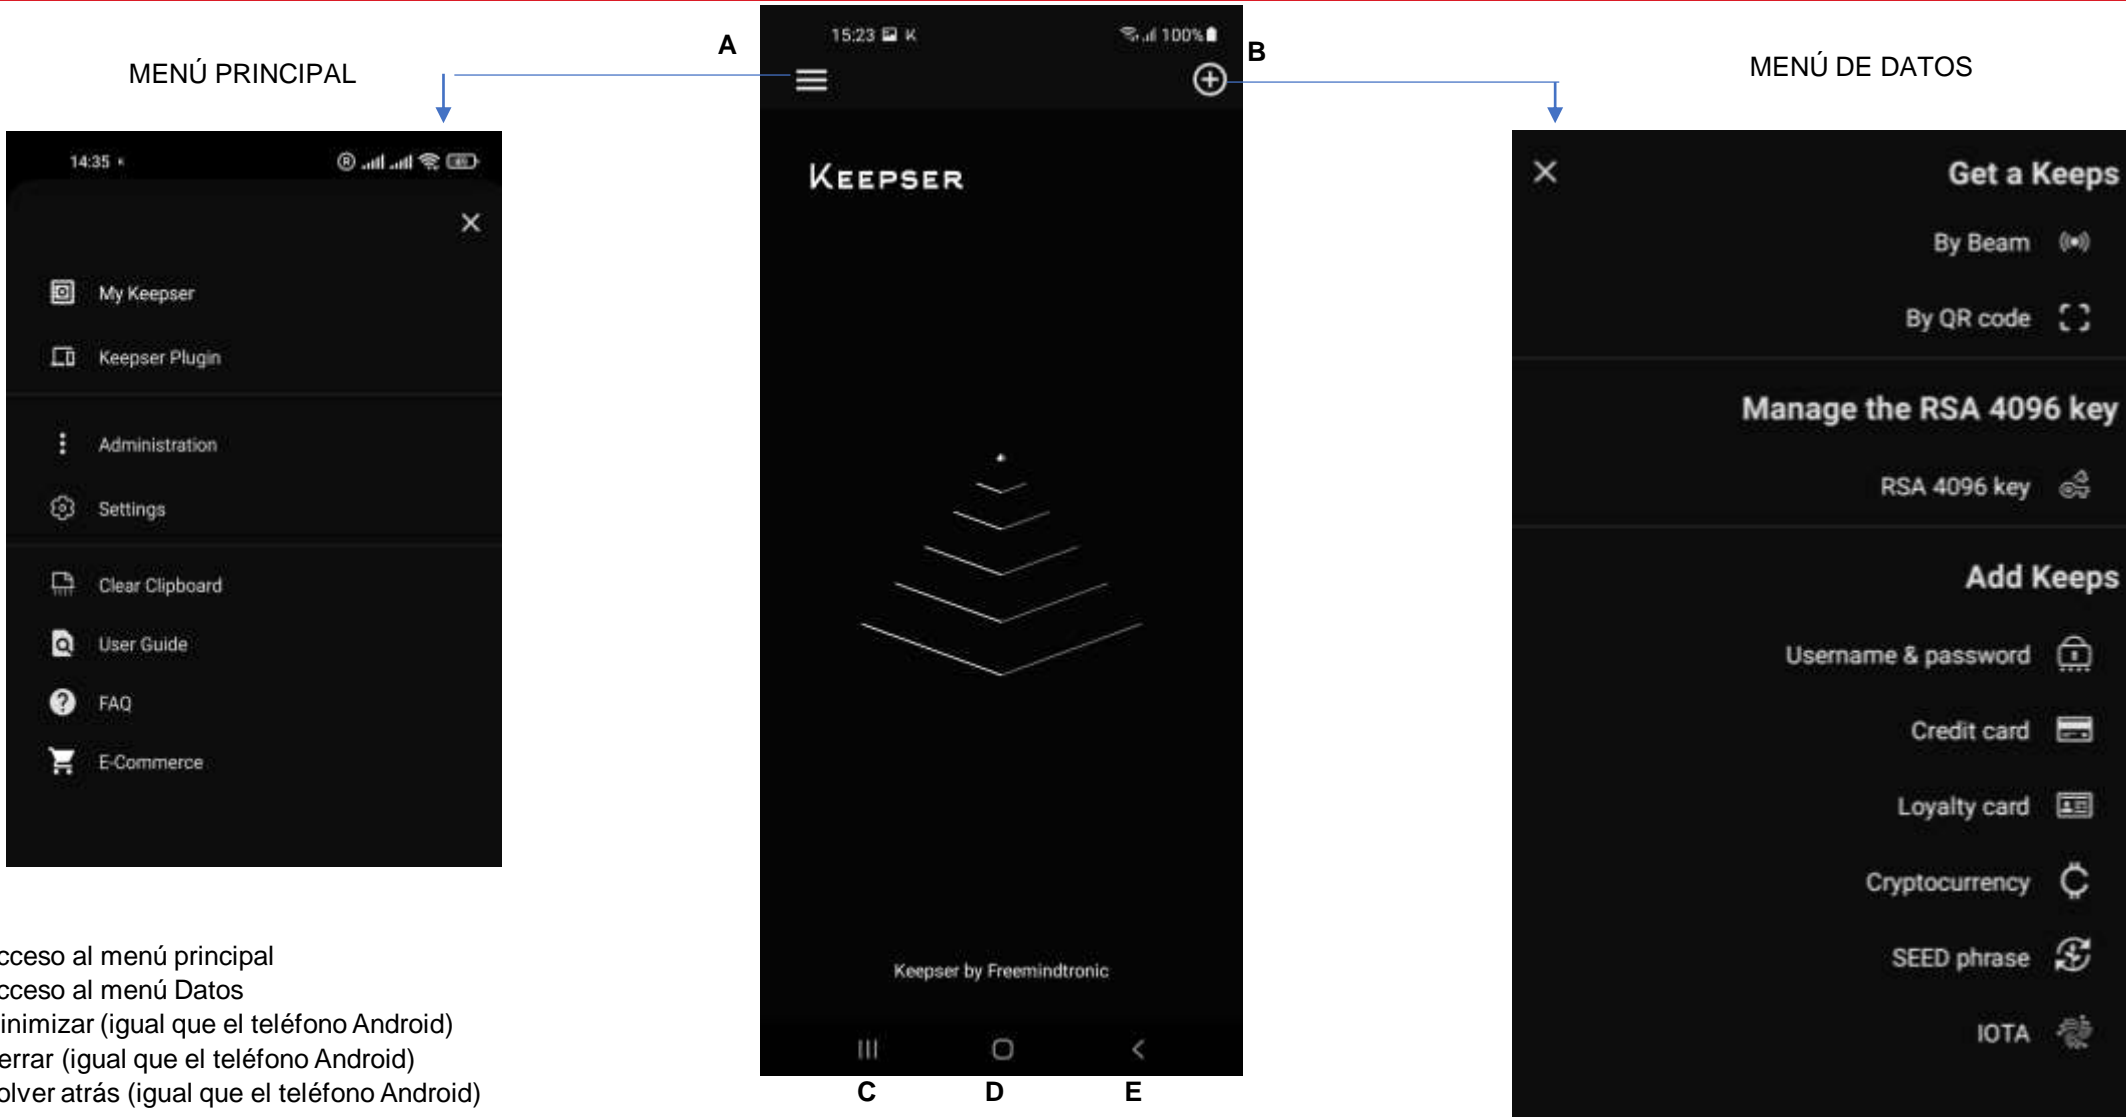 MENÚ PRINCIPAL
A
B
MENÚ DE DATOS
14:35
My Keepser
Keepser Plugin
Administration
Settings
Clear Clipboard
User Guide
FAQ
E-Commerce
15:23 K 100%
KEEPSER
Keepser by Freemindtronic
C D E
Get a Keeps
By Beam
By QR code
Manage the RSA 4096 key
RSA 4096 key
Add Keeps
Username & password
Credit card
Loyalty card
Cryptocurrency
SEED phrase
IOTA
cceso al menú principal
cceso al menú Datos
inimizar (igual que el teléfono Android)
errar (igual que el teléfono Android)
olver atrás (igual que el teléfono Android)